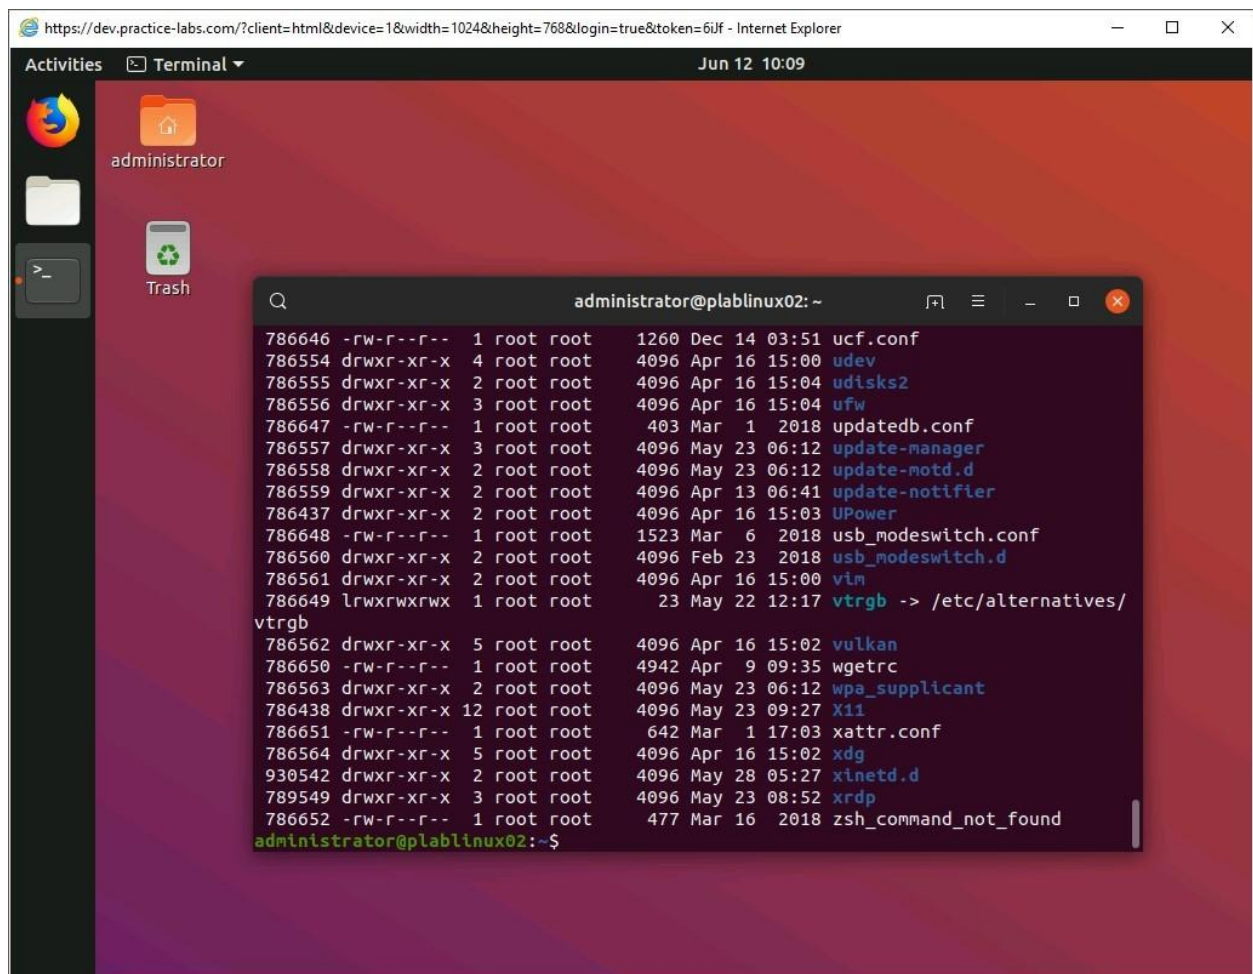 https://dev.practice-labs.com/?client=html&device=1&width=1024&height=768&login=true&token=6iJf - Internet Explorer
Activities Terminal Jun 12 10:09
administrator
Trash
administrator@plablinux02: ~
786646 -rw-r--r-- 1 root root 1260 Dec 14 03:51 ucf.conf
786554 drwxr-xr-x 4 root root 4096 Apr 16 15:00 udev
786555 drwxr-xr-x 2 root root 4096 Apr 16 15:04 udisks2
786556 drwxr-xr-x 3 root root 4096 Apr 16 15:04 ufw
786647 -rw-r--r-- 1 root root 403 Mar 1 2018 updatedb.conf
786557 drwxr-xr-x 3 root root 4096 May 23 06:12 update-manager
786558 drwxr-xr-x 2 root root 4096 May 23 06:12 update-motd.d
786559 drwxr-xr-x 2 root root 4096 Apr 13 06:41 update-notifier
786437 drwxr-xr-x 2 root root 4096 Apr 16 15:03 UPower
786648 -rw-r--r-- 1 root root 1523 Mar 6 2018 usb_modeswitch.conf
786560 drwxr-xr-x 2 root root 4096 Feb 23 2018 usb_modeswitch.d
786561 drwxr-xr-x 2 root root 4096 Apr 16 15:00 vim
786649 lrwxrwxrwx 1 root root 23 May 22 12:17 vtrgb -> /etc/alternatives/
vtrgb
786562 drwxr-xr-x 5 root root 4096 Apr 16 15:02 vulkan
786650 -rw-r--r-- 1 root root 4942 Apr 9 09:35 wgetrc
786563 drwxr-xr-x 2 root root 4096 May 23 06:12 wpa_supplicant
786438 drwxr-xr-x 12 root root 4096 May 23 09:27 X11
786651 -rw-r--r-- 1 root root 642 Mar 1 17:03 xattr.conf
786564 drwxr-xr-x 5 root root 4096 Apr 16 15:02 xdg
930542 drwxr-xr-x 2 root root 4096 May 28 05:27 xinetd.d
789549 drwxr-xr-x 3 root root 4096 May 23 08:52 xrdp
786652 -rw-r--r-- 1 root root 477 Mar 16 2018 zsh_command_not_found
administrator@plablinux02:~$